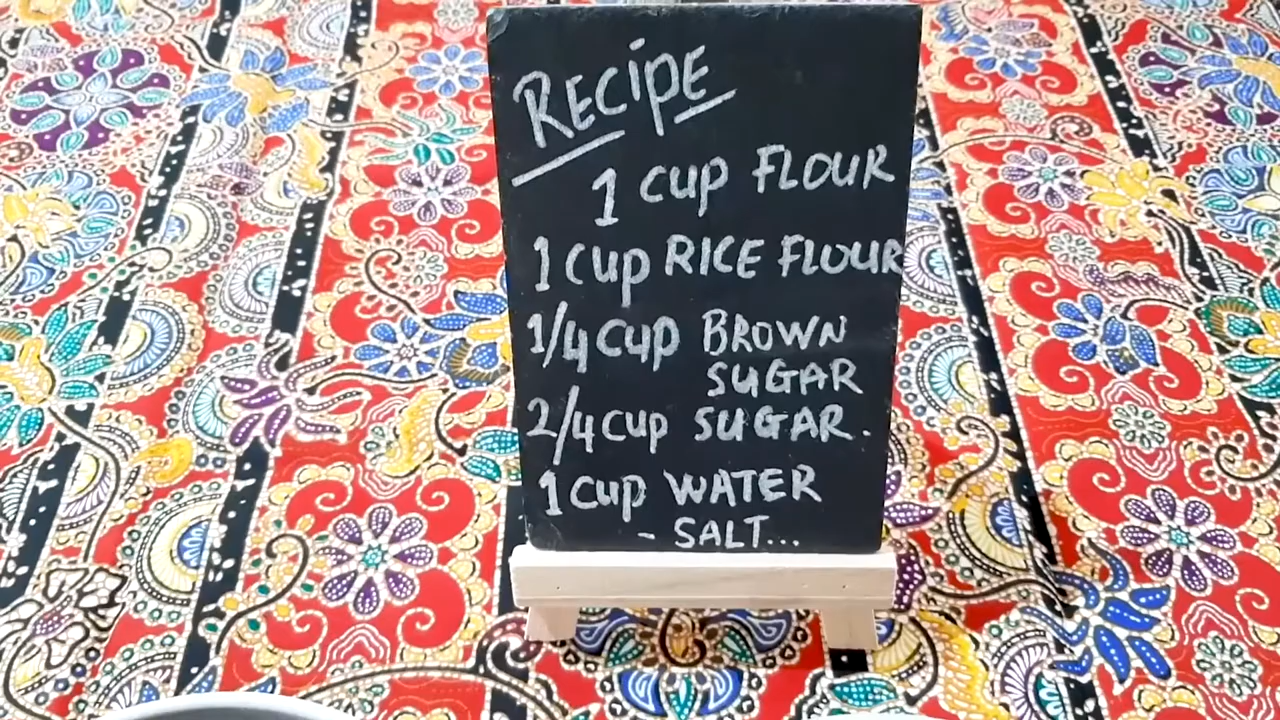 RECIPE
1 CUP FLOUR
1 CUP RICE FLOUR
1/4 CUP BROWN
SUGAR
2/4 CUP SUGAR.
1 CUP WATER
- SALT...